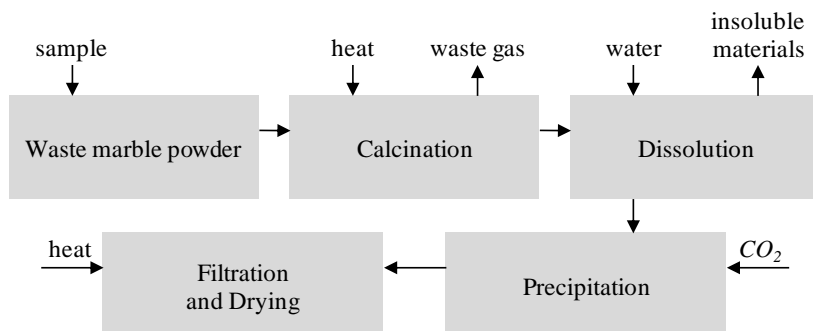 sample
heat
waste gas
water
insoluble
materials
Waste marble powder
Calcination
Dissolution
heat
Filtration
and Drying
Precipitation
CO₂